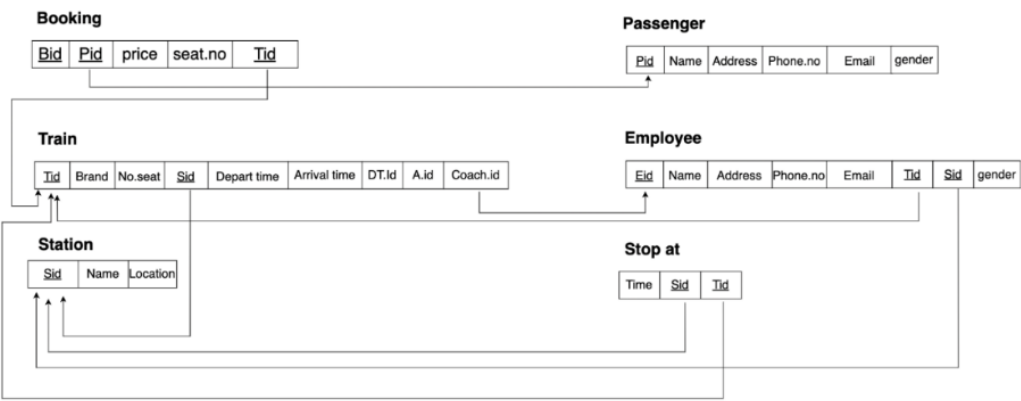 Booking
Bid Pid price seat.no Tid
Passenger
Pid Name Address Phone.no Email gender
Train
Tid Brand No.seat Sid Depart time Arrival time DT.Id A.id Coach.id
Employee
Eid Name Address Phone.no Email Tid Sid gender
Station
Sid Name Location
Stop at
Time Sid Tid